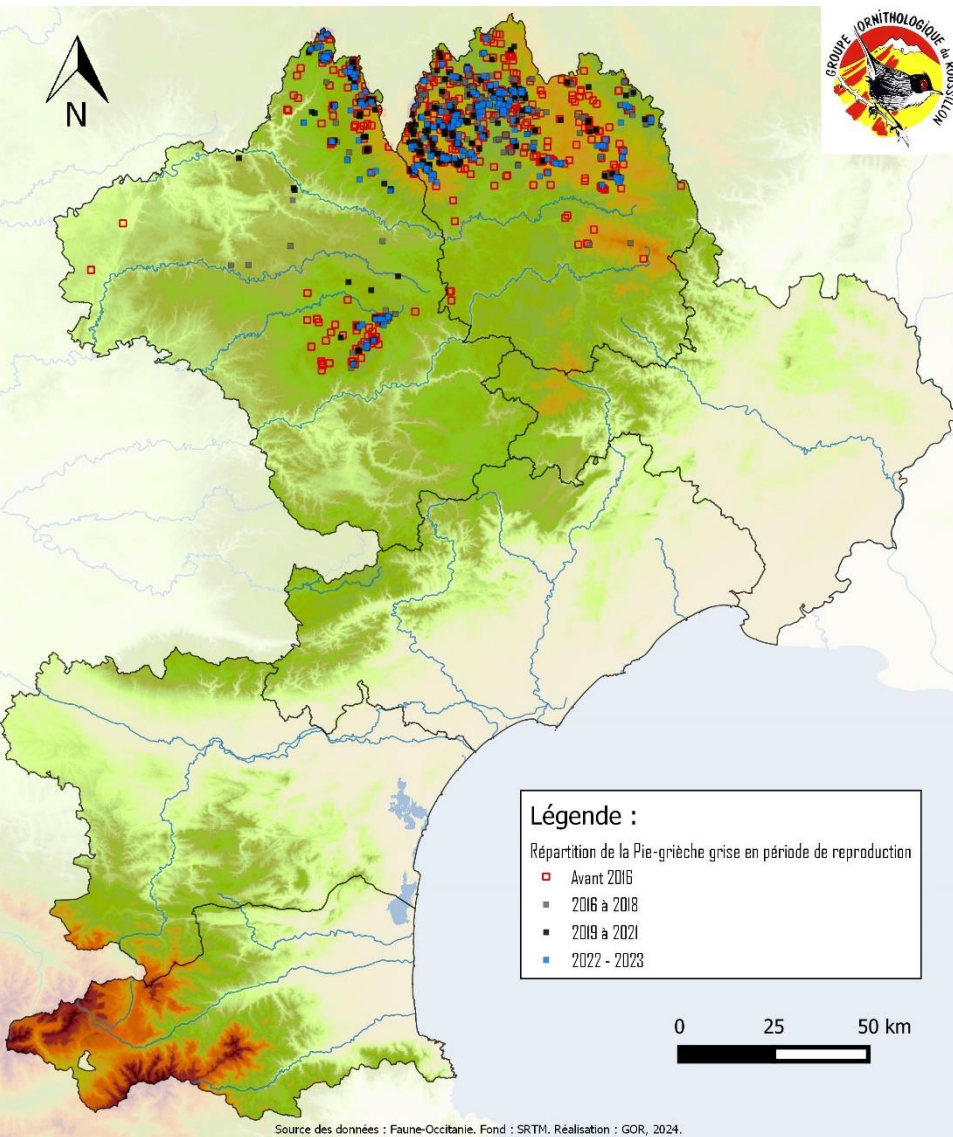 GROUPE ORNITHOLOGIQUE du ROUSSILLON
N
Légende :
Répartition de la Pie-grièche grise en période de reproduction
Avant 2016
2016 à 2018
2019 à 2021
2022 - 2023
0 25 50 km
Source des données : Faune-Occitanie. Fond : SRTM. Réalisation : GOR, 2024.